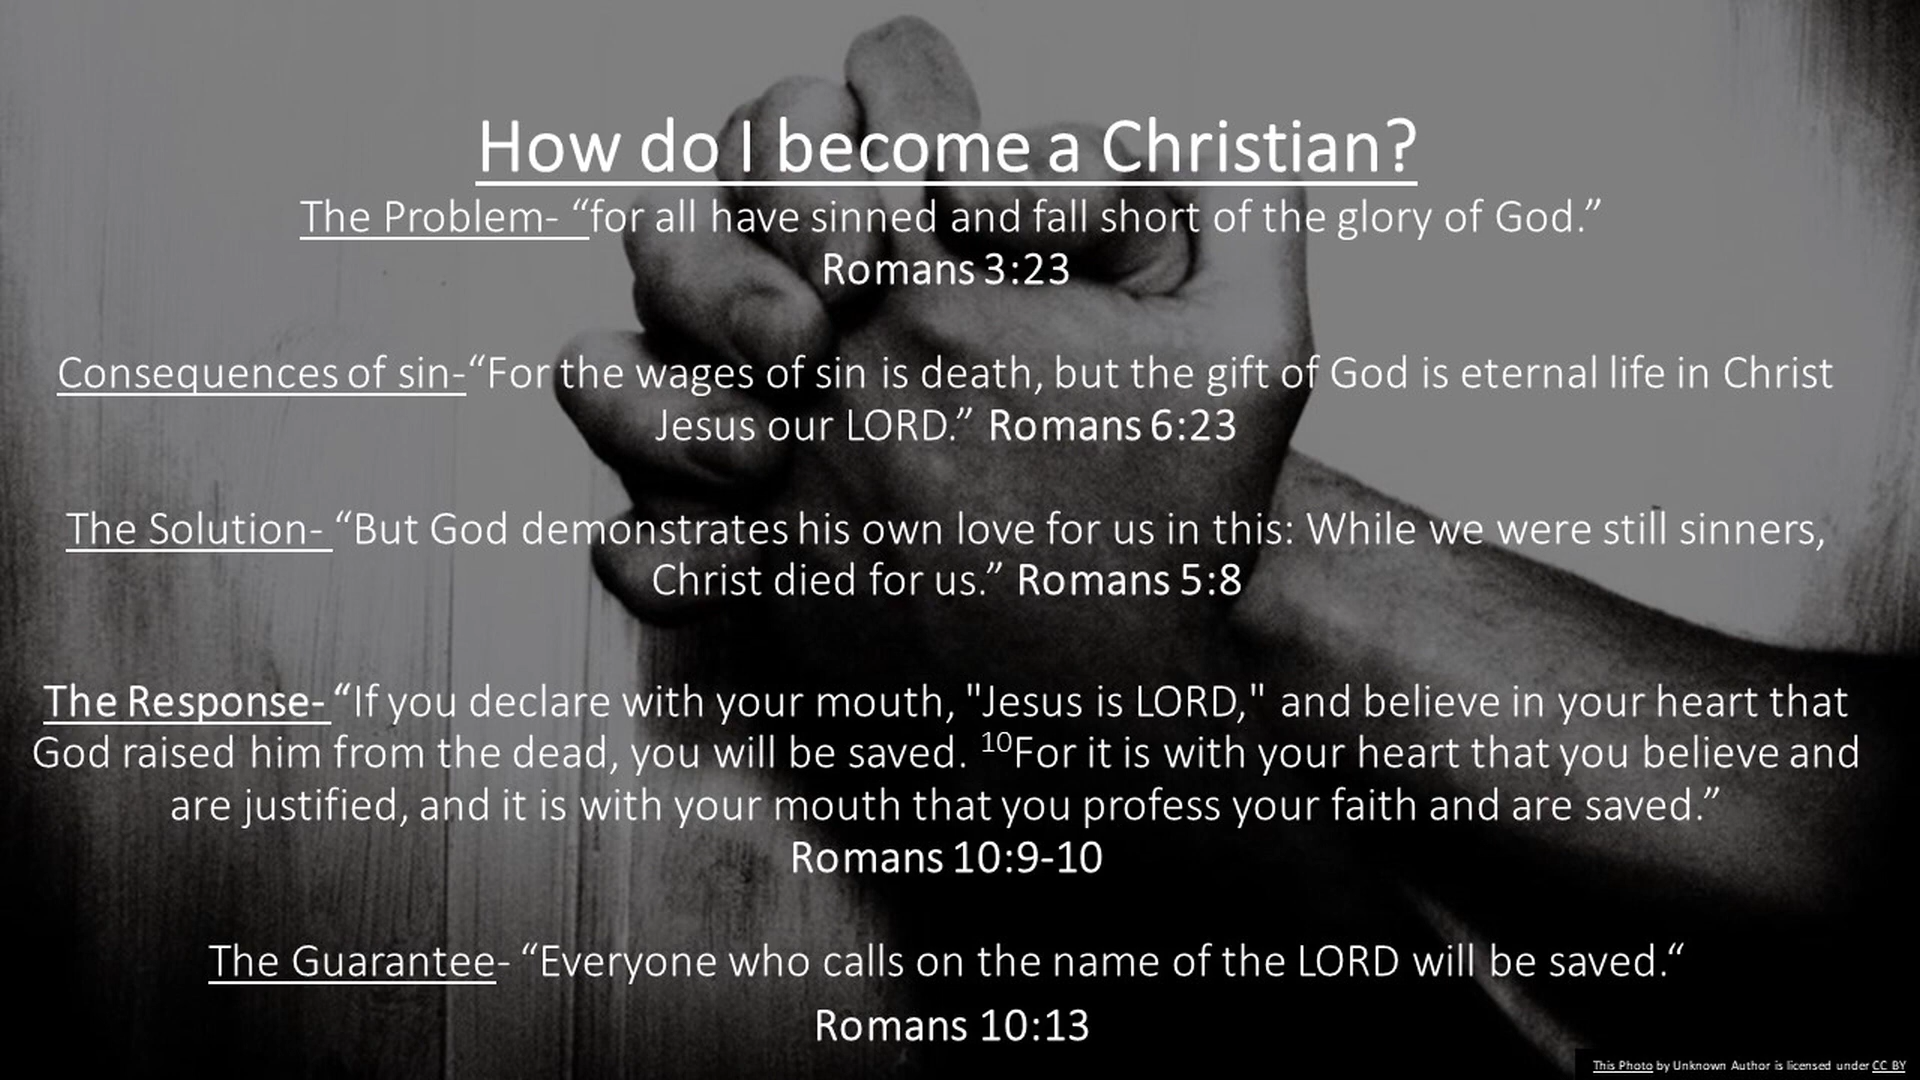 How do I become a Christian?
The Problem- “for all have sinned and fall short of the glory of God.”
Romans 3:23
Consequences of sin-“For the wages of sin is death, but the gift of God is eternal life in Christ
Jesus our LORD.” Romans 6:23
The Solution- “But God demonstrates his own love for us in this: While we were still sinners,
Christ died for us.” Romans 5:8
The Response- “If you declare with your mouth, "Jesus is LORD," and believe in your heart that
God raised him from the dead, you will be saved. ¹⁰For it is with your heart that you believe and
are justified, and it is with your mouth that you profess your faith and are saved.”
Romans 10:9-10
The Guarantee- “Everyone who calls on the name of the LORD will be saved.“
Romans 10:13
This Photo by Unknown Author is licensed under CC BY